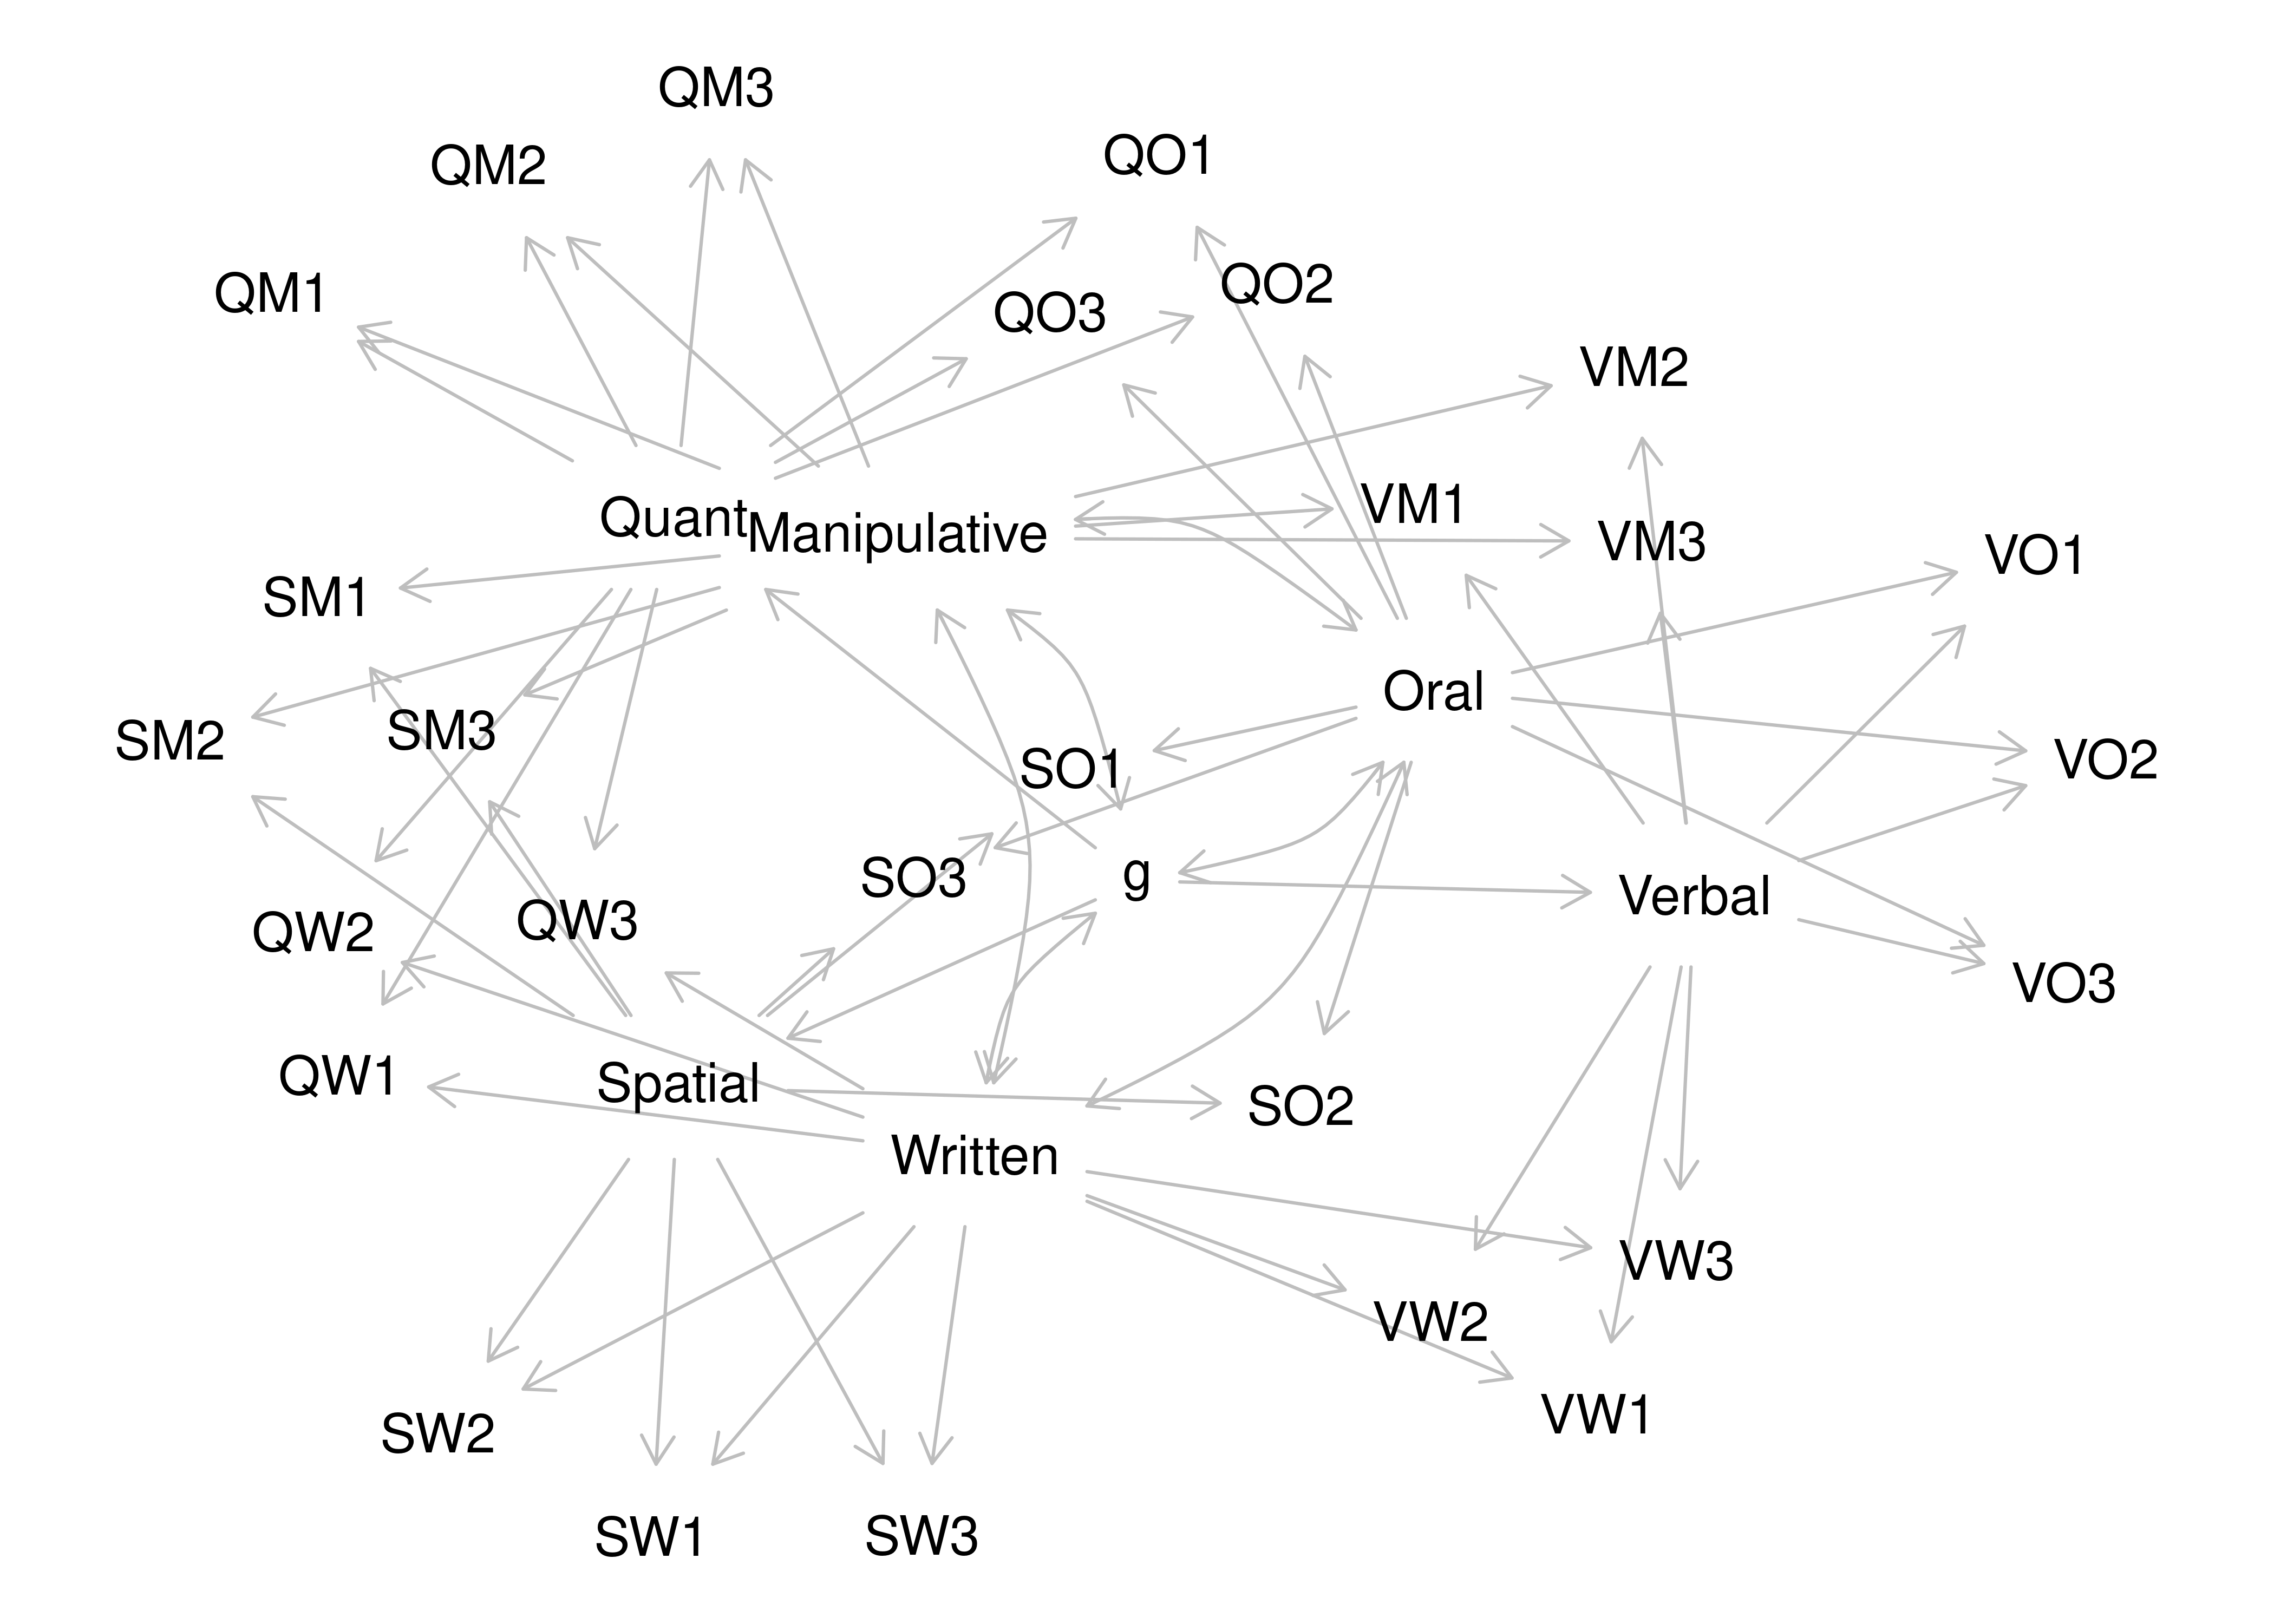 QM3
QO1
QM2
QO2
QM1
QO3
VM2
VM1
Quant
Manipulative
VM3
VO1
SM1
Oral
SM3
SM2
VO2
SO1
g
SO3
Verbal
QW3
QW2
VO3
QW1
Spatial
SO2
Written
VW3
VW2
VW1
SW2
SW1
SW3